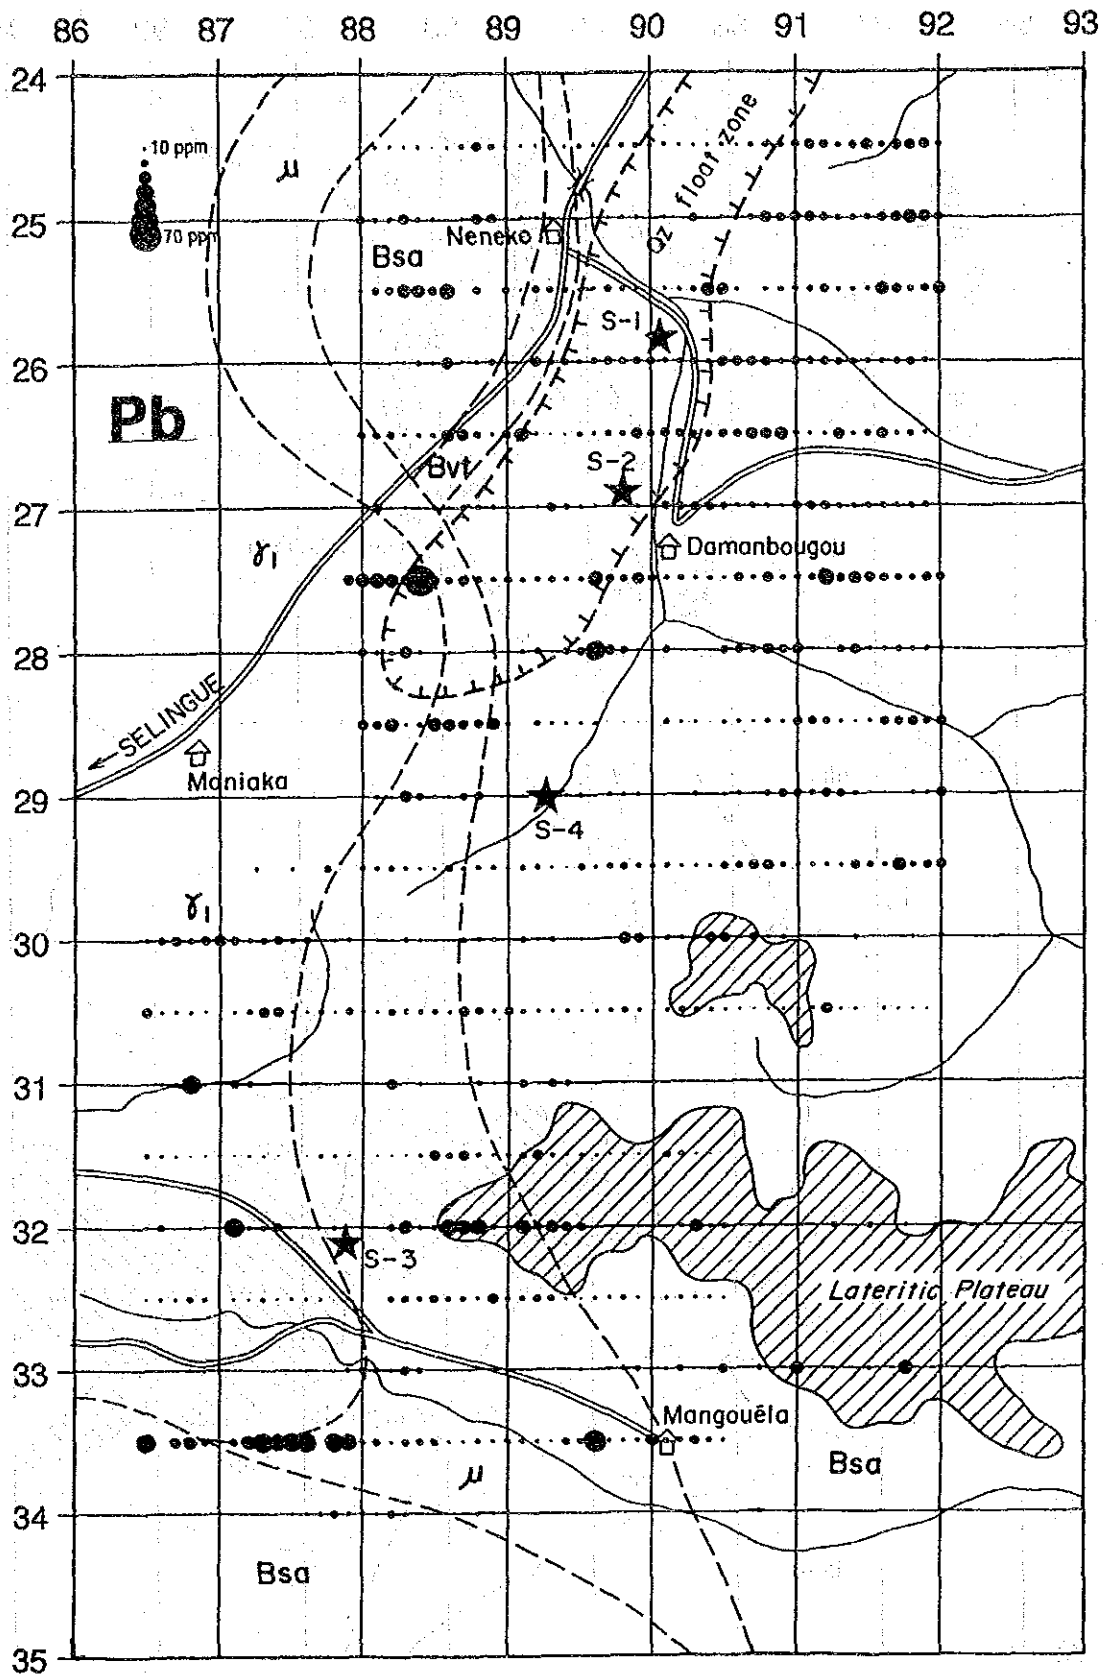 86 87 88 89 90 91 92 93
24
10 ppm
μ
Qz float zone
70 ppm
25
Neneko
Bsa
S-1
26
Pb
Bvt
S-2
27
γ1
Damanbougou
28
← SELINGUE
Maniaka
29
S-4
γ1
30
31
32
S-3
Lateritic Plateau
33
Mangouêla
μ
Bsa
34
Bsa
35